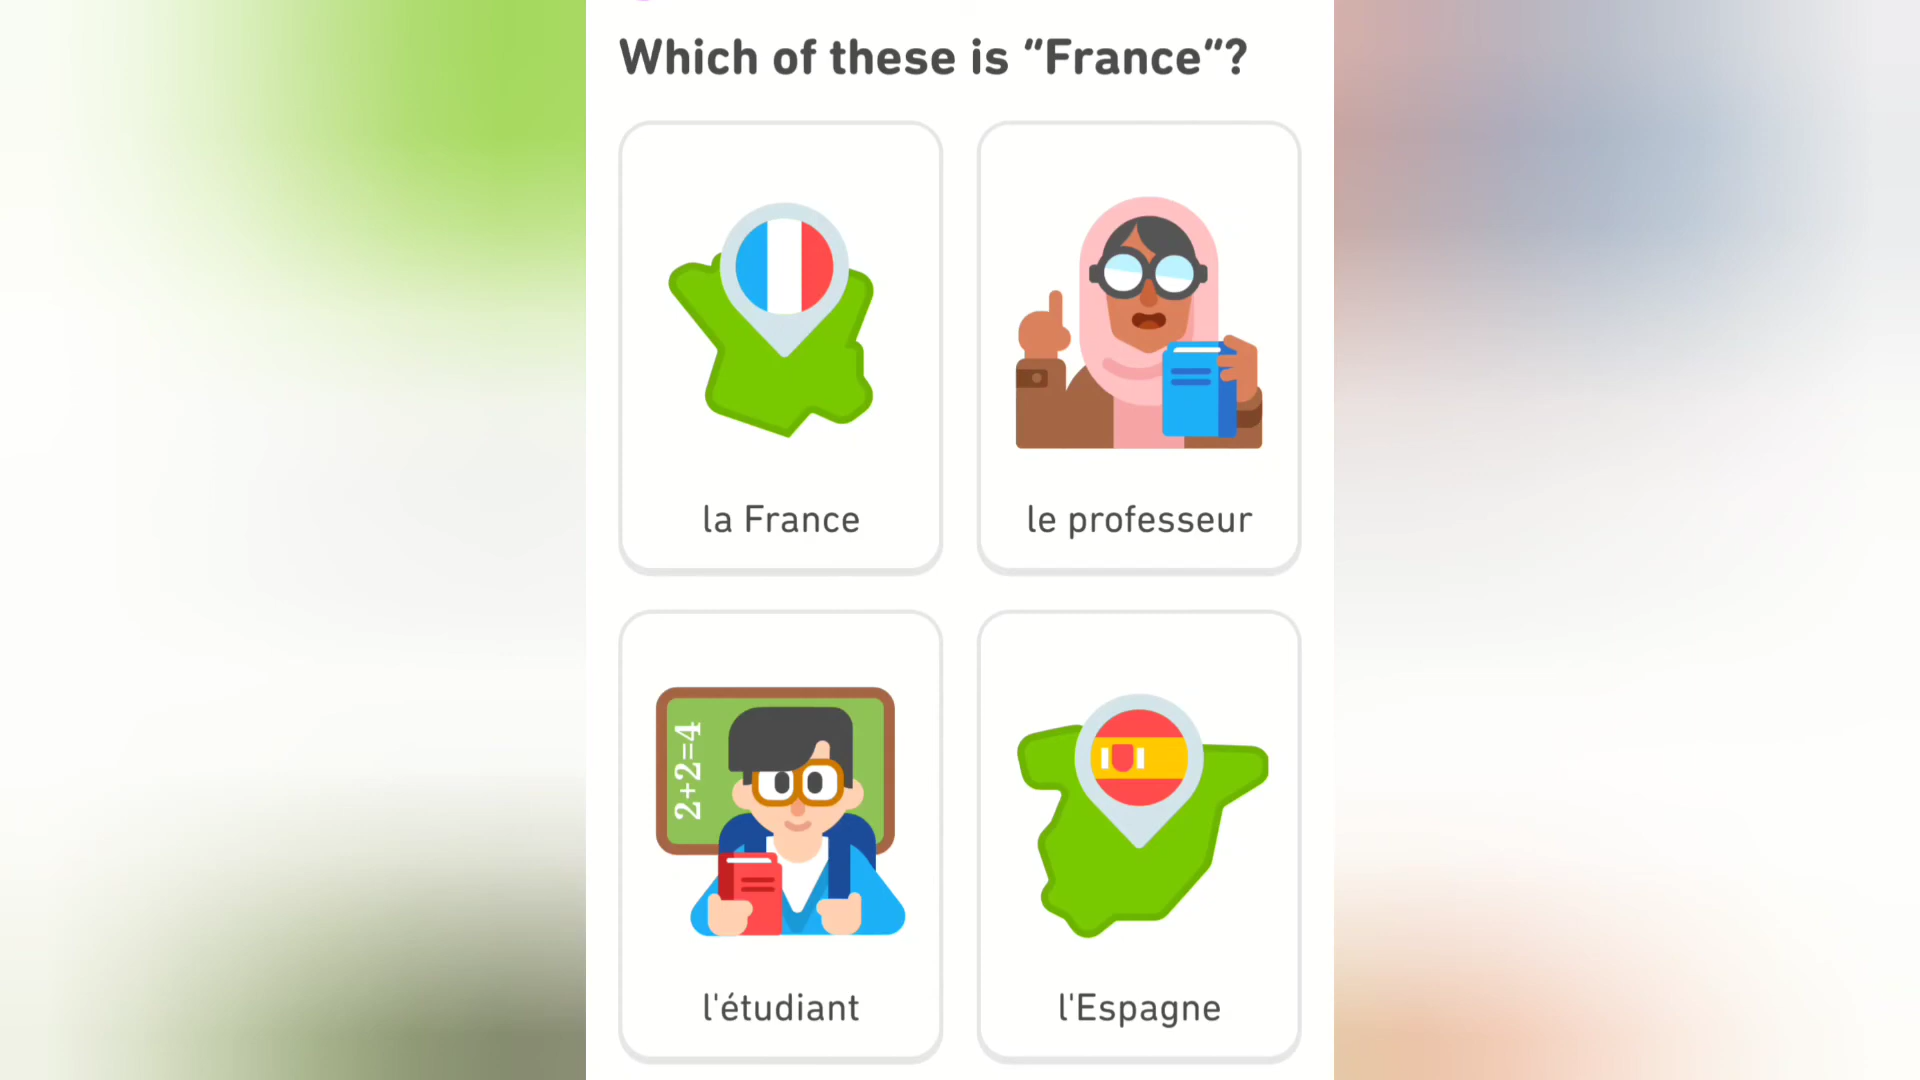 Which of these is "France"?
la France
le professeur
2+2=4
l'étudiant
l'Espagne